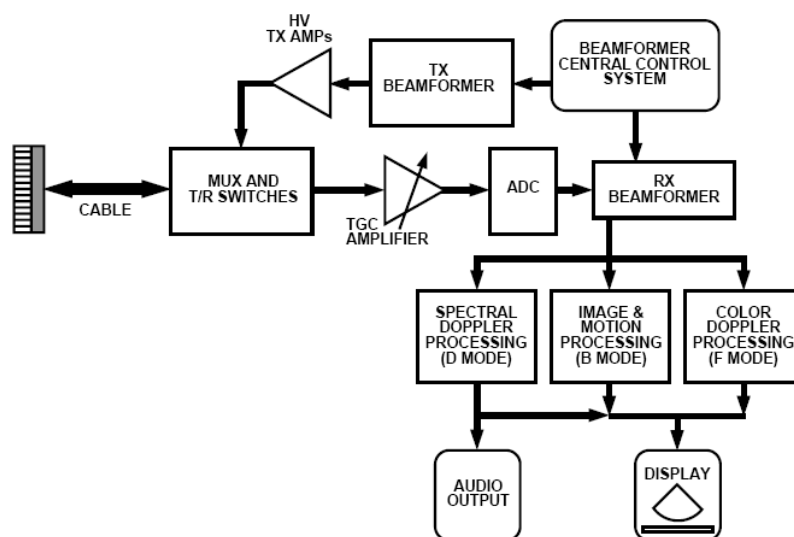 HV
TX AMPs
TX
BEAMFORMER
BEAMFORMER
CENTRAL CONTROL
SYSTEM
CABLE
MUX AND
T/R SWITCHES
TGC
AMPLIFIER
ADC
RX
BEAMFORMER
SPECTRAL
DOPPLER
PROCESSING
(D MODE)
IMAGE &
MOTION
PROCESSING
(B MODE)
COLOR
DOPPLER
PROCESSING
(F MODE)
AUDIO
OUTPUT
DISPLAY